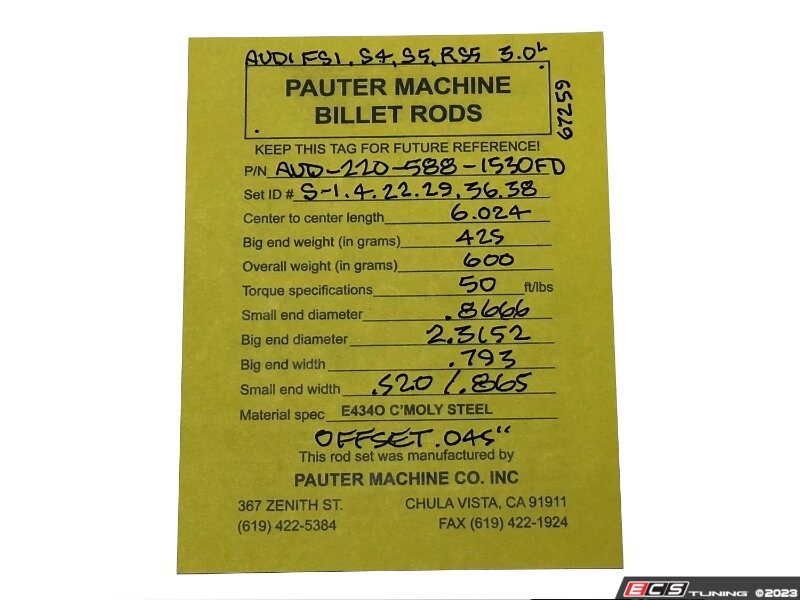 AUDI FSI. S4, S5, RS5 3.0L
PAUTER MACHINE
BILLET RODS
67259
KEEP THIS TAG FOR FUTURE REFERENCE!
P/N AUD-220-588-1530FD
Set ID # S-1.4.22.29.36.38
Center to center length 6.024
Big end weight (in grams) 425
Overall weight (in grams) 600
Torque specifications 50 ft/lbs
Small end diameter .8666
Big end diameter 2.3152
Big end width .793
Small end width .520/.865
Material spec E4340 C'MOLY STEEL
OFFSET .045"
This rod set was manufactured by
PAUTER MACHINE CO. INC
367 ZENITH ST. CHULA VISTA, CA 91911
(619) 422-5384 FAX (619) 422-1924
ECS TUNING ©2023